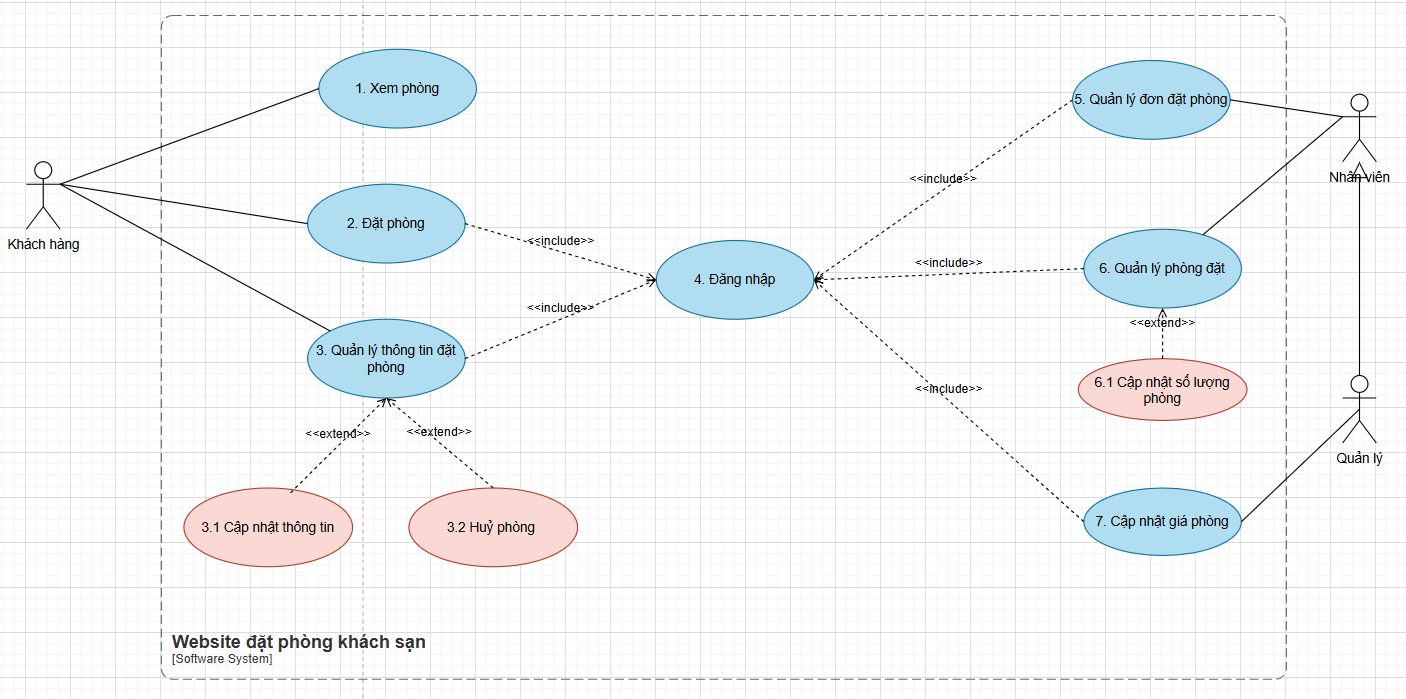 1. Xem phòng
5. Quản lý đơn đặt phòng
Nhân viên
<<include>>
2. Đặt phòng
Khách hàng
<<include>>
<<include>>
6. Quản lý phòng đặt
4. Đăng nhập
<<include>>
<<extend>>
3. Quản lý thông tin đặt
phòng
6.1 Cập nhật số lượng
phòng
<<include>>
<<extend>>
<<extend>>
Quản lý
7. Cập nhật giá phòng
3.1 Cập nhật thông tin
3.2 Huỷ phòng
Website đặt phòng khách sạn
[Software System]